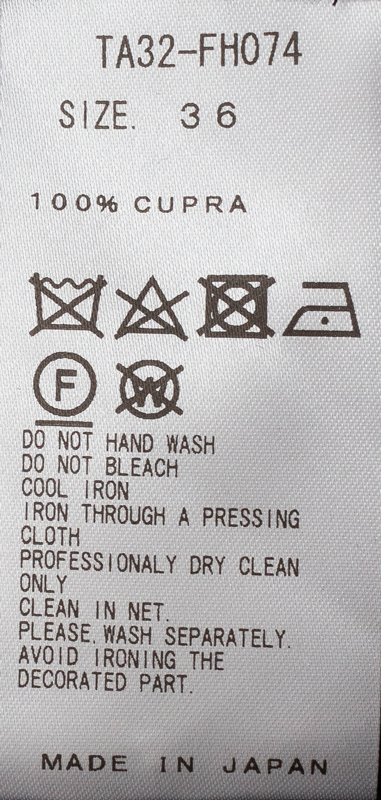 TA32-FH074
SIZE. 36
100% CUPRA
F W
DO NOT HAND WASH
DO NOT BLEACH
COOL IRON
IRON THROUGH A PRESSING
CLOTH
PROFESSIONALY DRY CLEAN
ONLY
CLEAN IN NET.
PLEASE. WASH SEPARATELY.
AVOID IRONING THE
DECORATED PART.
MADE IN JAPAN